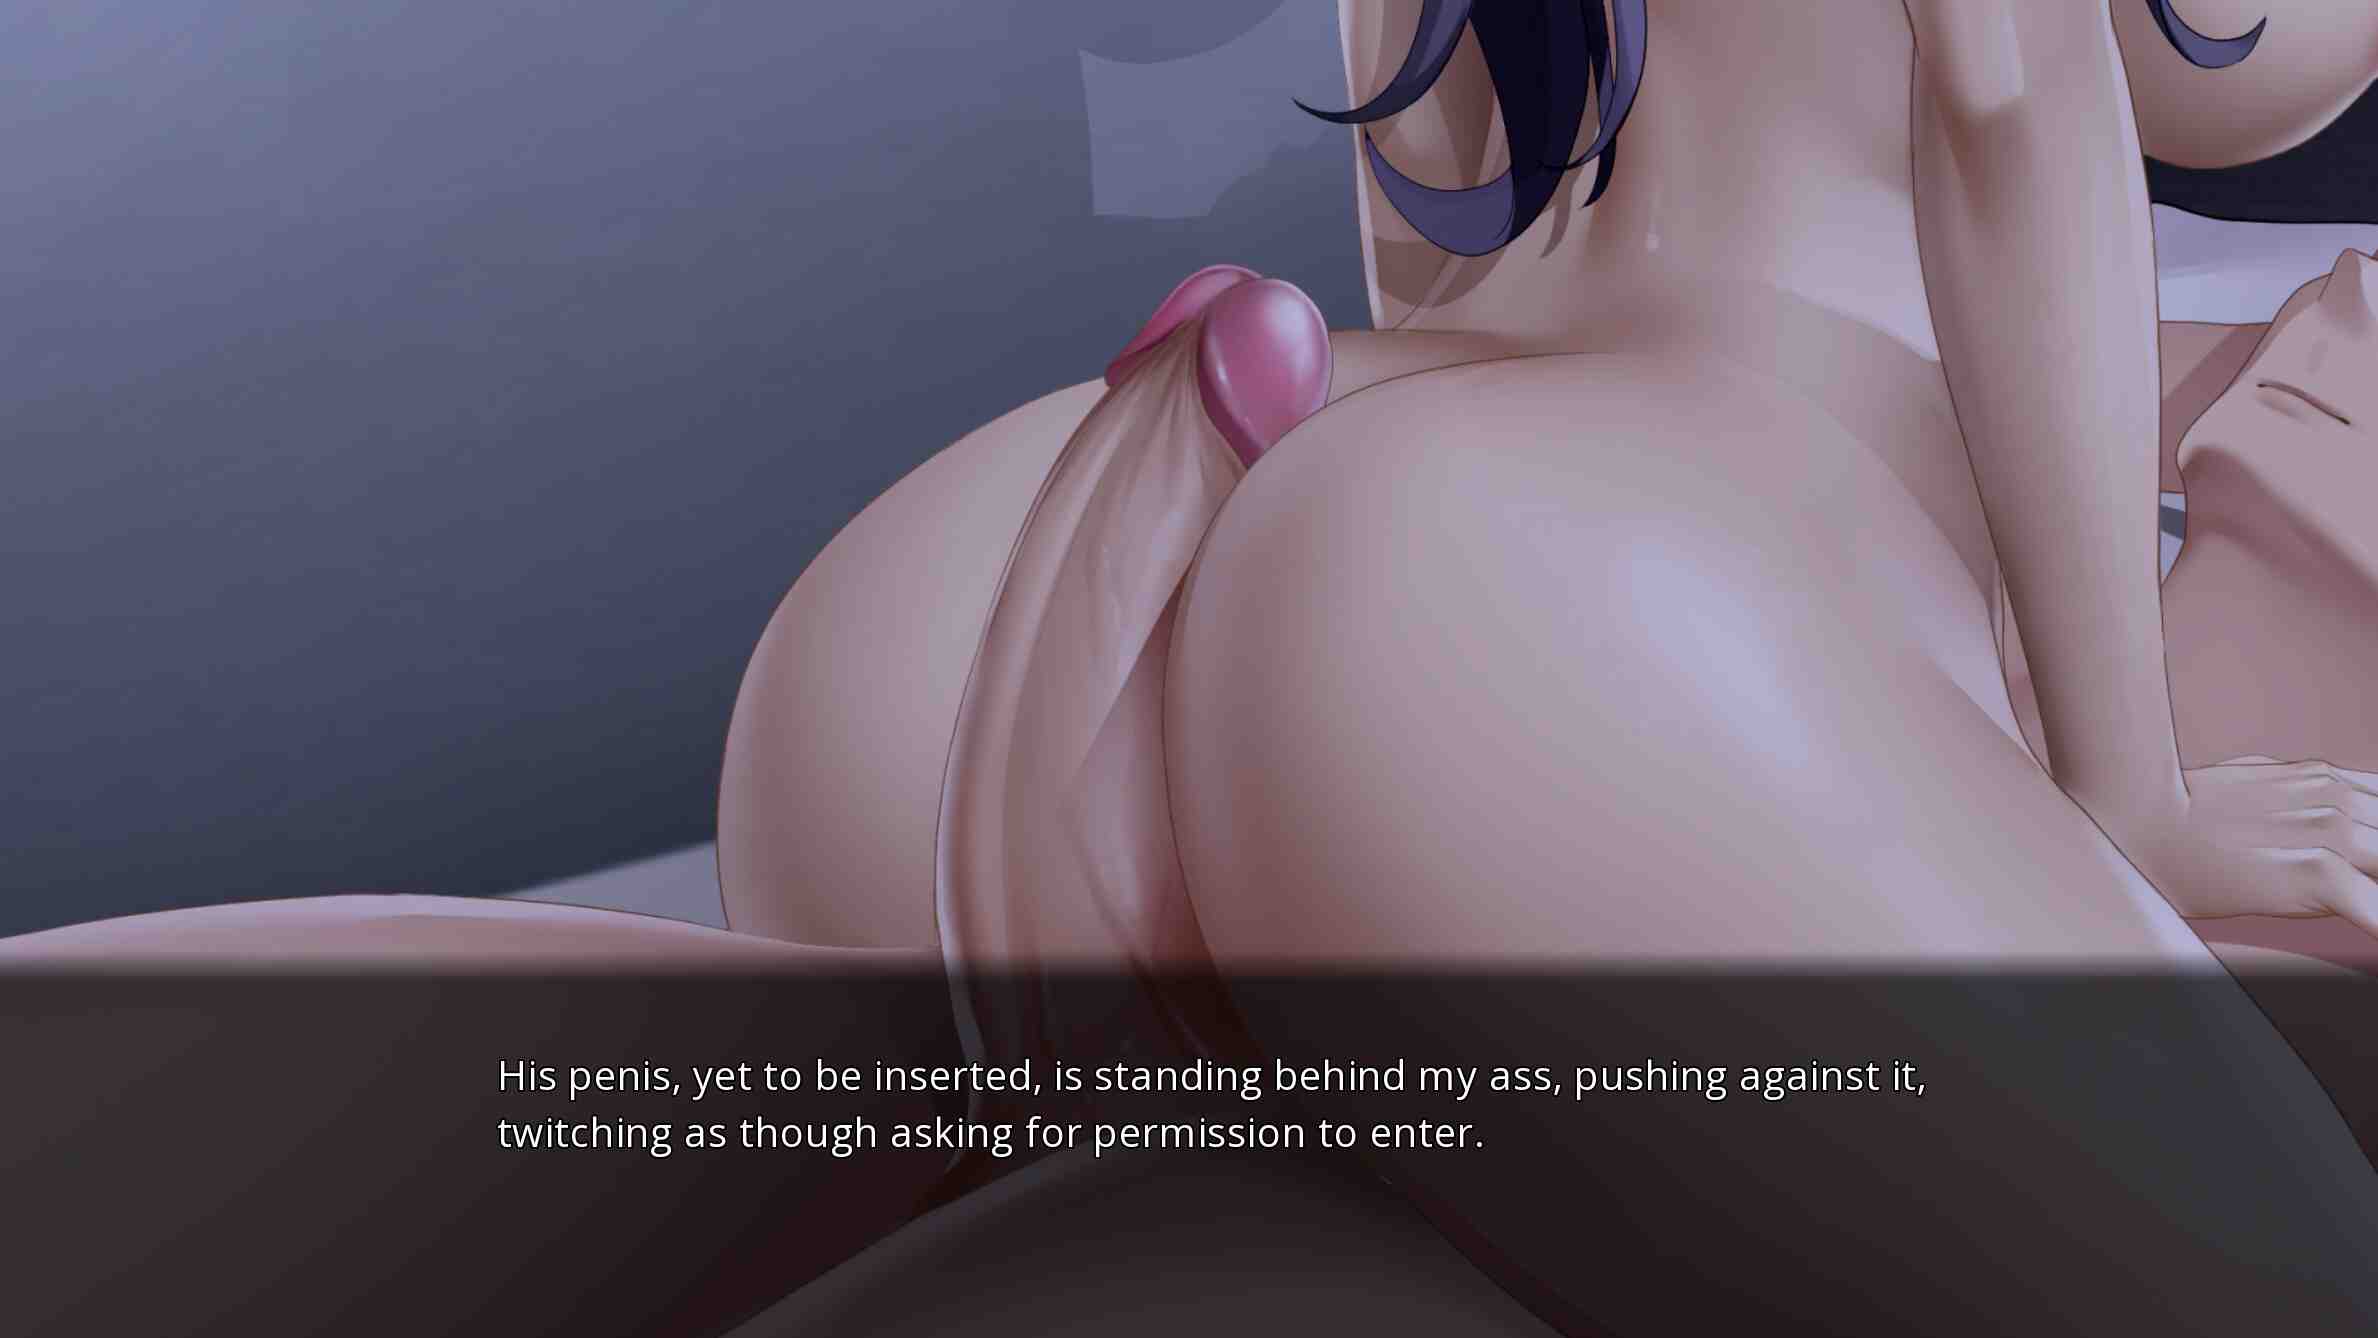 His penis, yet to be inserted, is standing behind my ass, pushing against it,
twitching as though asking for permission to enter.